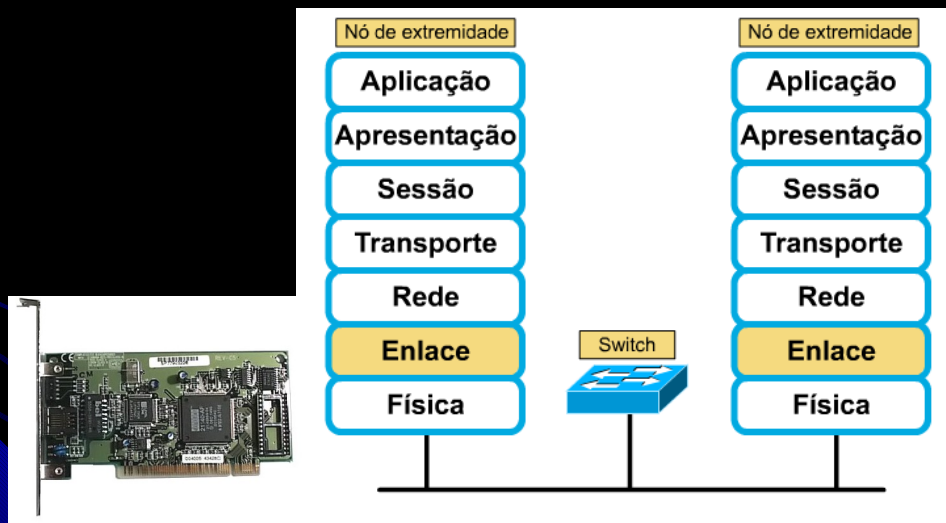 Nó de extremidade
Aplicação
Apresentação
Sessão
Transporte
Rede
Enlace
Física
Switch
Nó de extremidade
Aplicação
Apresentação
Sessão
Transporte
Rede
Enlace
Física